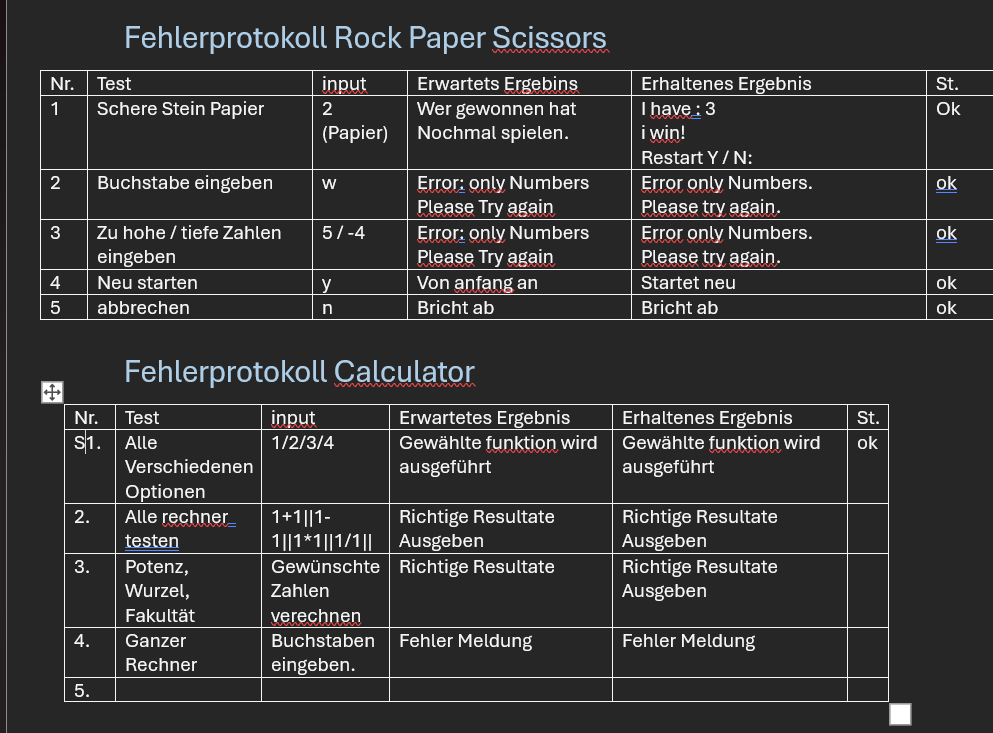 Fehlerprotokoll Rock Paper Scissors
Nr. Test input Erwartets Ergebins Erhaltenes Ergebnis St.
1 Schere Stein Papier 2 Wer gewonnen hat I have : 3 Ok
(Papier) Nochmal spielen. i win!
Restart Y / N:
2 Buchstabe eingeben w Error: only Numbers Error only Numbers. ok
Please Try again Please try again.
3 Zu hohe / tiefe Zahlen 5 / -4 Error: only Numbers Error only Numbers. ok
eingeben Please Try again Please try again.
4 Neu starten y Von anfang an Startet neu ok
5 abbrechen n Bricht ab Bricht ab ok
Fehlerprotokoll Calculator
Nr. Test input Erwartetes Ergebnis Erhaltenes Ergebnis St.
S1. Alle 1/2/3/4 Gewählte funktion wird Gewählte funktion wird ok
Verschiedenen ausgeführt ausgeführt
Optionen
2. Alle rechner 1+1||1- Richtige Resultate Richtige Resultate
testen 1||1*1||1/1|| Ausgeben Ausgeben
3. Potenz, Gewünschte Richtige Resultate Richtige Resultate
Wurzel, Zahlen Ausgeben
Fakultät verechnen
4. Ganzer Buchstaben Fehler Meldung Fehler Meldung
Rechner eingeben.
5.